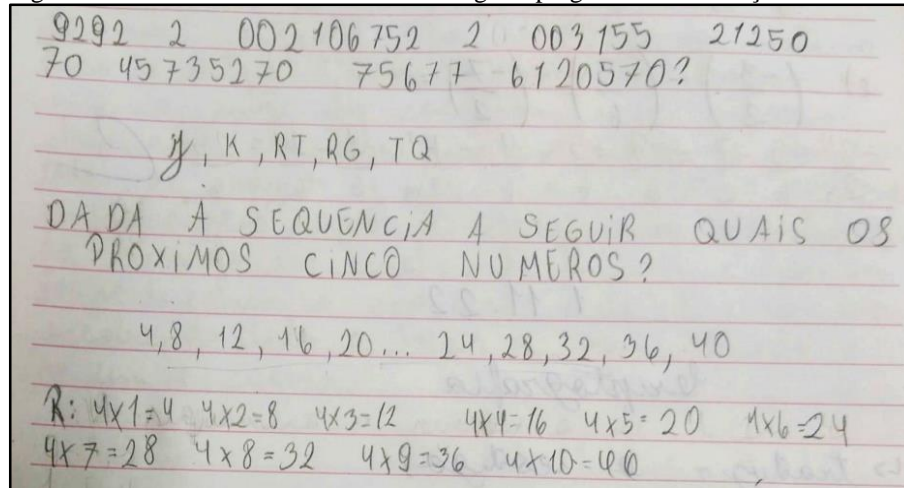 9292 2 002106752 2 003155 21250
70 45735270 75677 6120570?
y, K, RT, RG, TQ
DADA A SEQUENCIA A SEGUIR QUAIS OS
PROXIMOS CINCO NUMEROS?
4, 8, 12, 16, 20... 24, 28, 32, 36, 40
R: 4x1=4 4x2=8 4x3=12 4x4=16 4x5=20 4x6=24
4x7=28 4x8=32 4x9=36 4x10=40